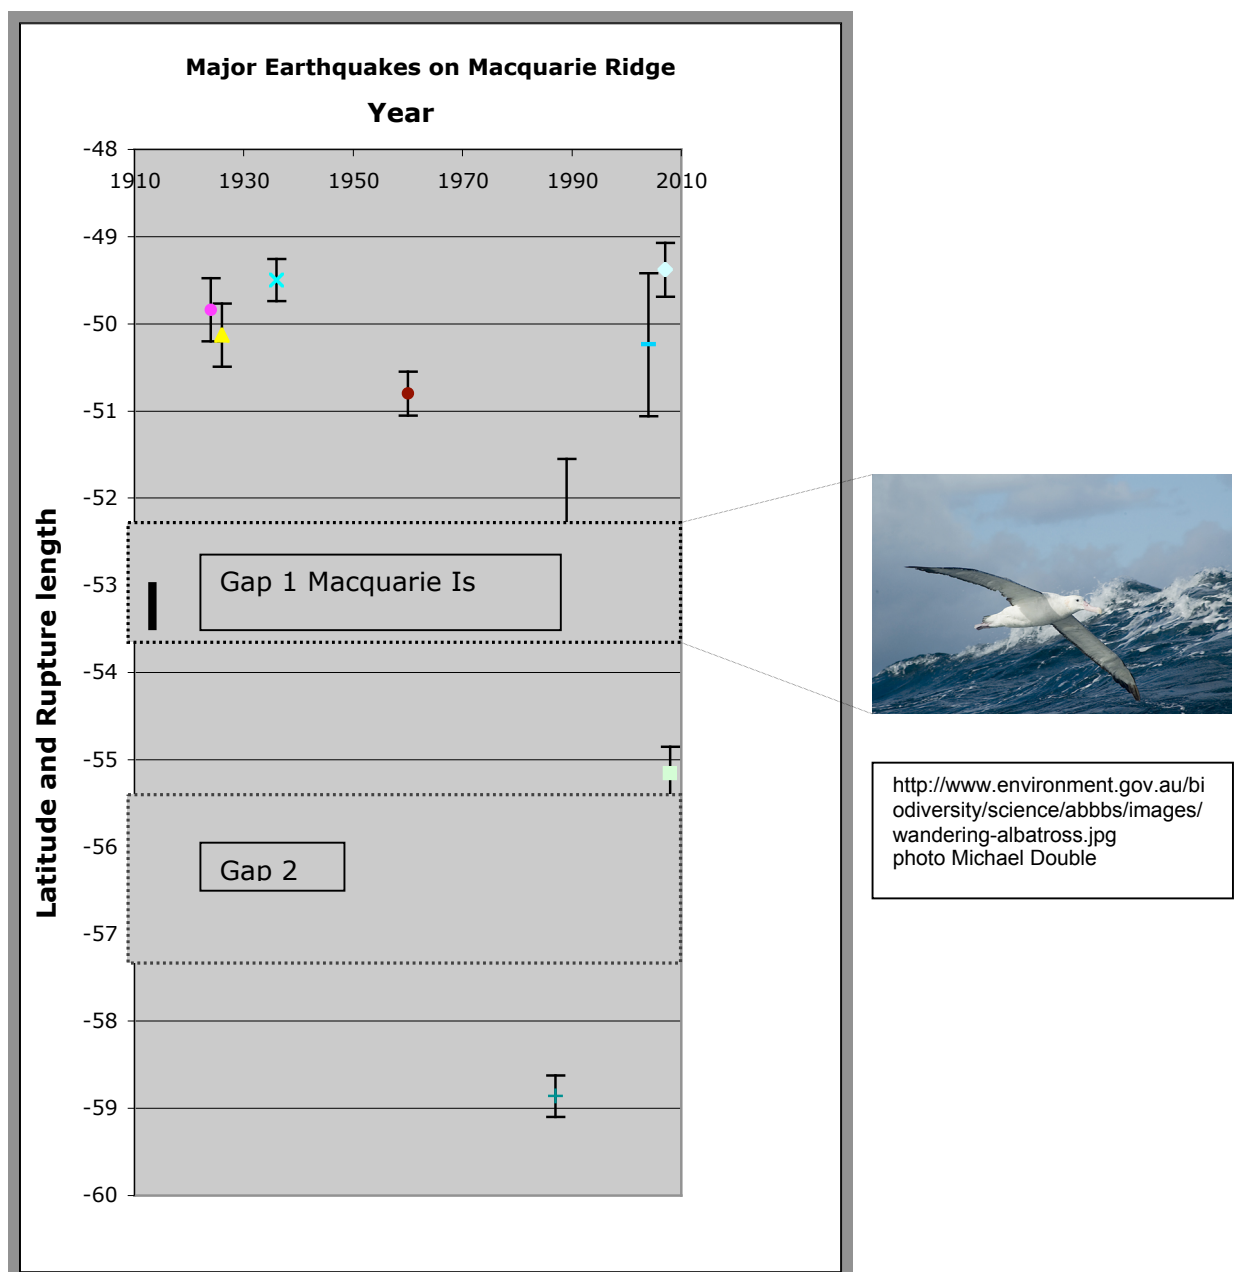 Major Earthquakes on Macquarie Ridge
Year
-48
1910 1930 1950 1970 1990 2010
-49
-50
-51
-52
-53
-54
-55
-56
-57
-58
-59
-60
Latitude and Rupture length
Gap 1 Macquarie Is
Gap 2
http://www.environment.gov.au/bi
odiversity/science/abbbs/images/
wandering-albatross.jpg
photo Michael Double